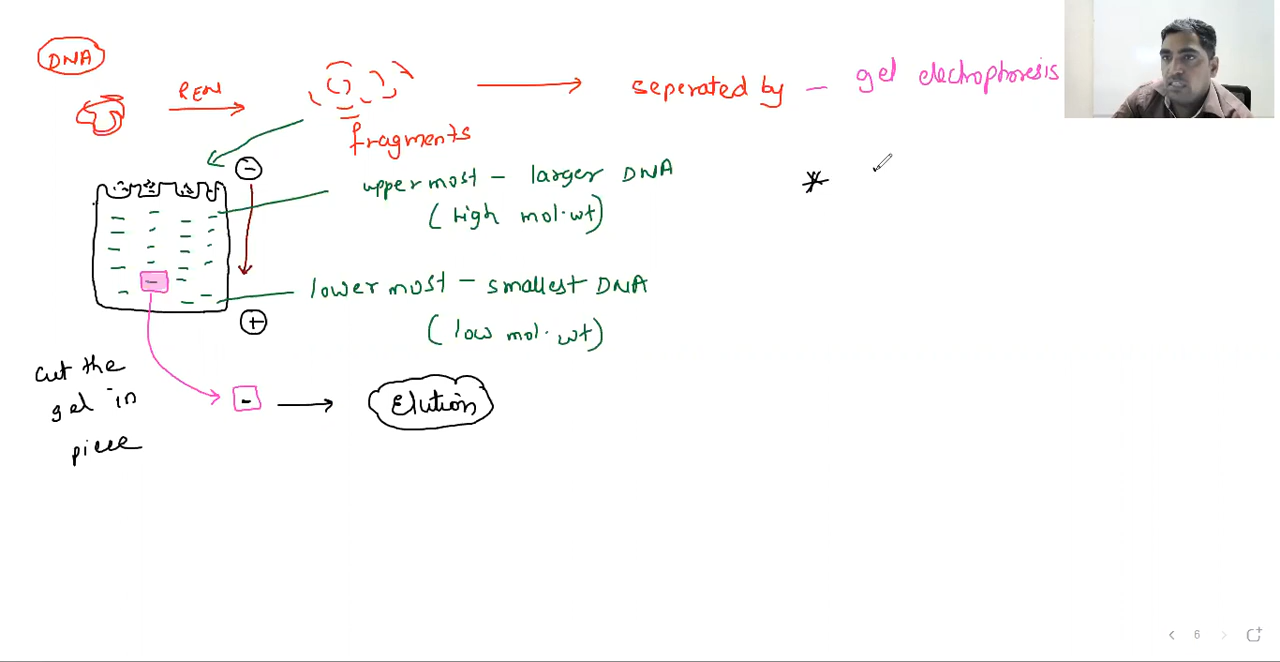 DNA
REN
fragments
seperated by - gel electrophoresis
-
upper most - larger DNA
(high mol.wt)
*
lower most - smallest DNA
(low mol. wt)
+
cut the
gel in
piece
Elution
6